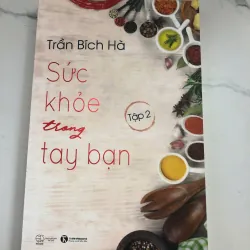 Trần Bích Hà
Sức
khỏe
trong
Tập 2
tay bạn